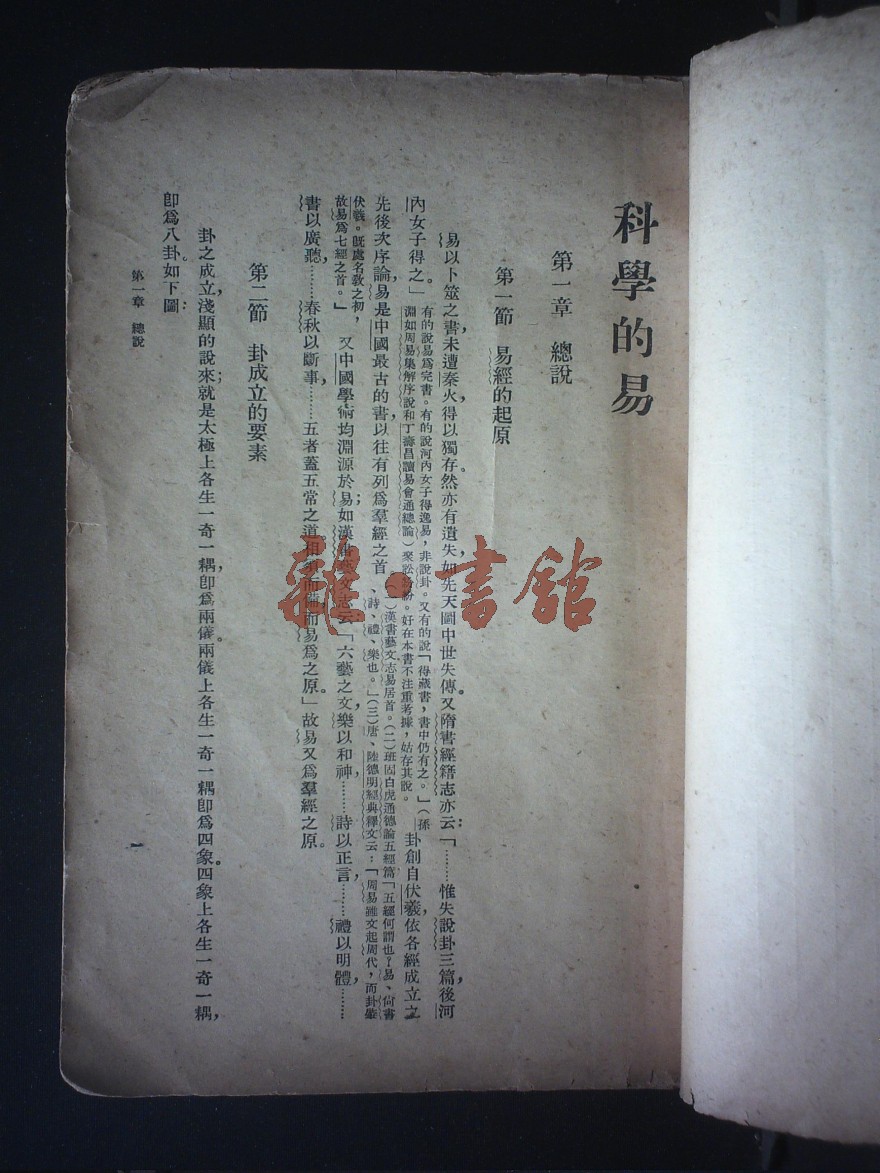 科學的易
第一章 總說
第一節 易經的起原
易以卜筮之書未遭秦火，得以獨存。然亦有遺失，如先天圖中世失傳。又隋書經籍志亦云：「………惟失說卦三篇，後河
內女子得之。」
有的說易爲完書。有的說河內女子得逸易，非說卦。又有的說「得藏書，書中仍有之。」（孫
淵如周易集解序說和丁壽昌讀易會通總論）聚訟紛紛。好在本書不注重考據，姑存其說。
卦創自伏羲，依各經成立之
先後次序論，易是中國最古的書，以往有列爲羣經之首
（一）漢書藝文志易居首。（二）班固白虎通德論五經篇「五經何謂也？易、尙書
、詩、禮、樂也。」（三）唐、陸德明經典釋文云：「周易雖文起周代，而卦肇
伏羲。旣處名敎之初，
故易爲七經之首。」
又中國學術均淵源於易；如漢書藝文志云「六藝之文，樂以和神，………詩以正言，………禮以明體，………
書以廣聽，………春秋以斷事，………五者蓋五常之道，相須而備，而易爲之原。」故易又爲羣經之原。
第二節 卦成立的要素
卦之成立，淺顯的說來；就是太極上各生一奇一耦，卽爲兩儀。兩儀上各生一奇一耦，卽爲四象。四象上各生一奇一耦，
卽爲八卦。如下圖：
第一章 總說
一
龍·書館